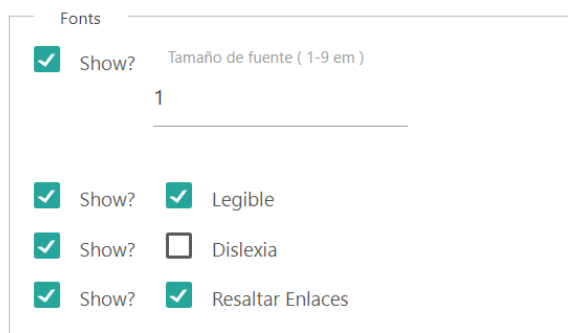 Fonts
Show? Tamaño de fuente ( 1-9 em )
1
Show? Legible
Show? Dislexia
Show? Resaltar Enlaces